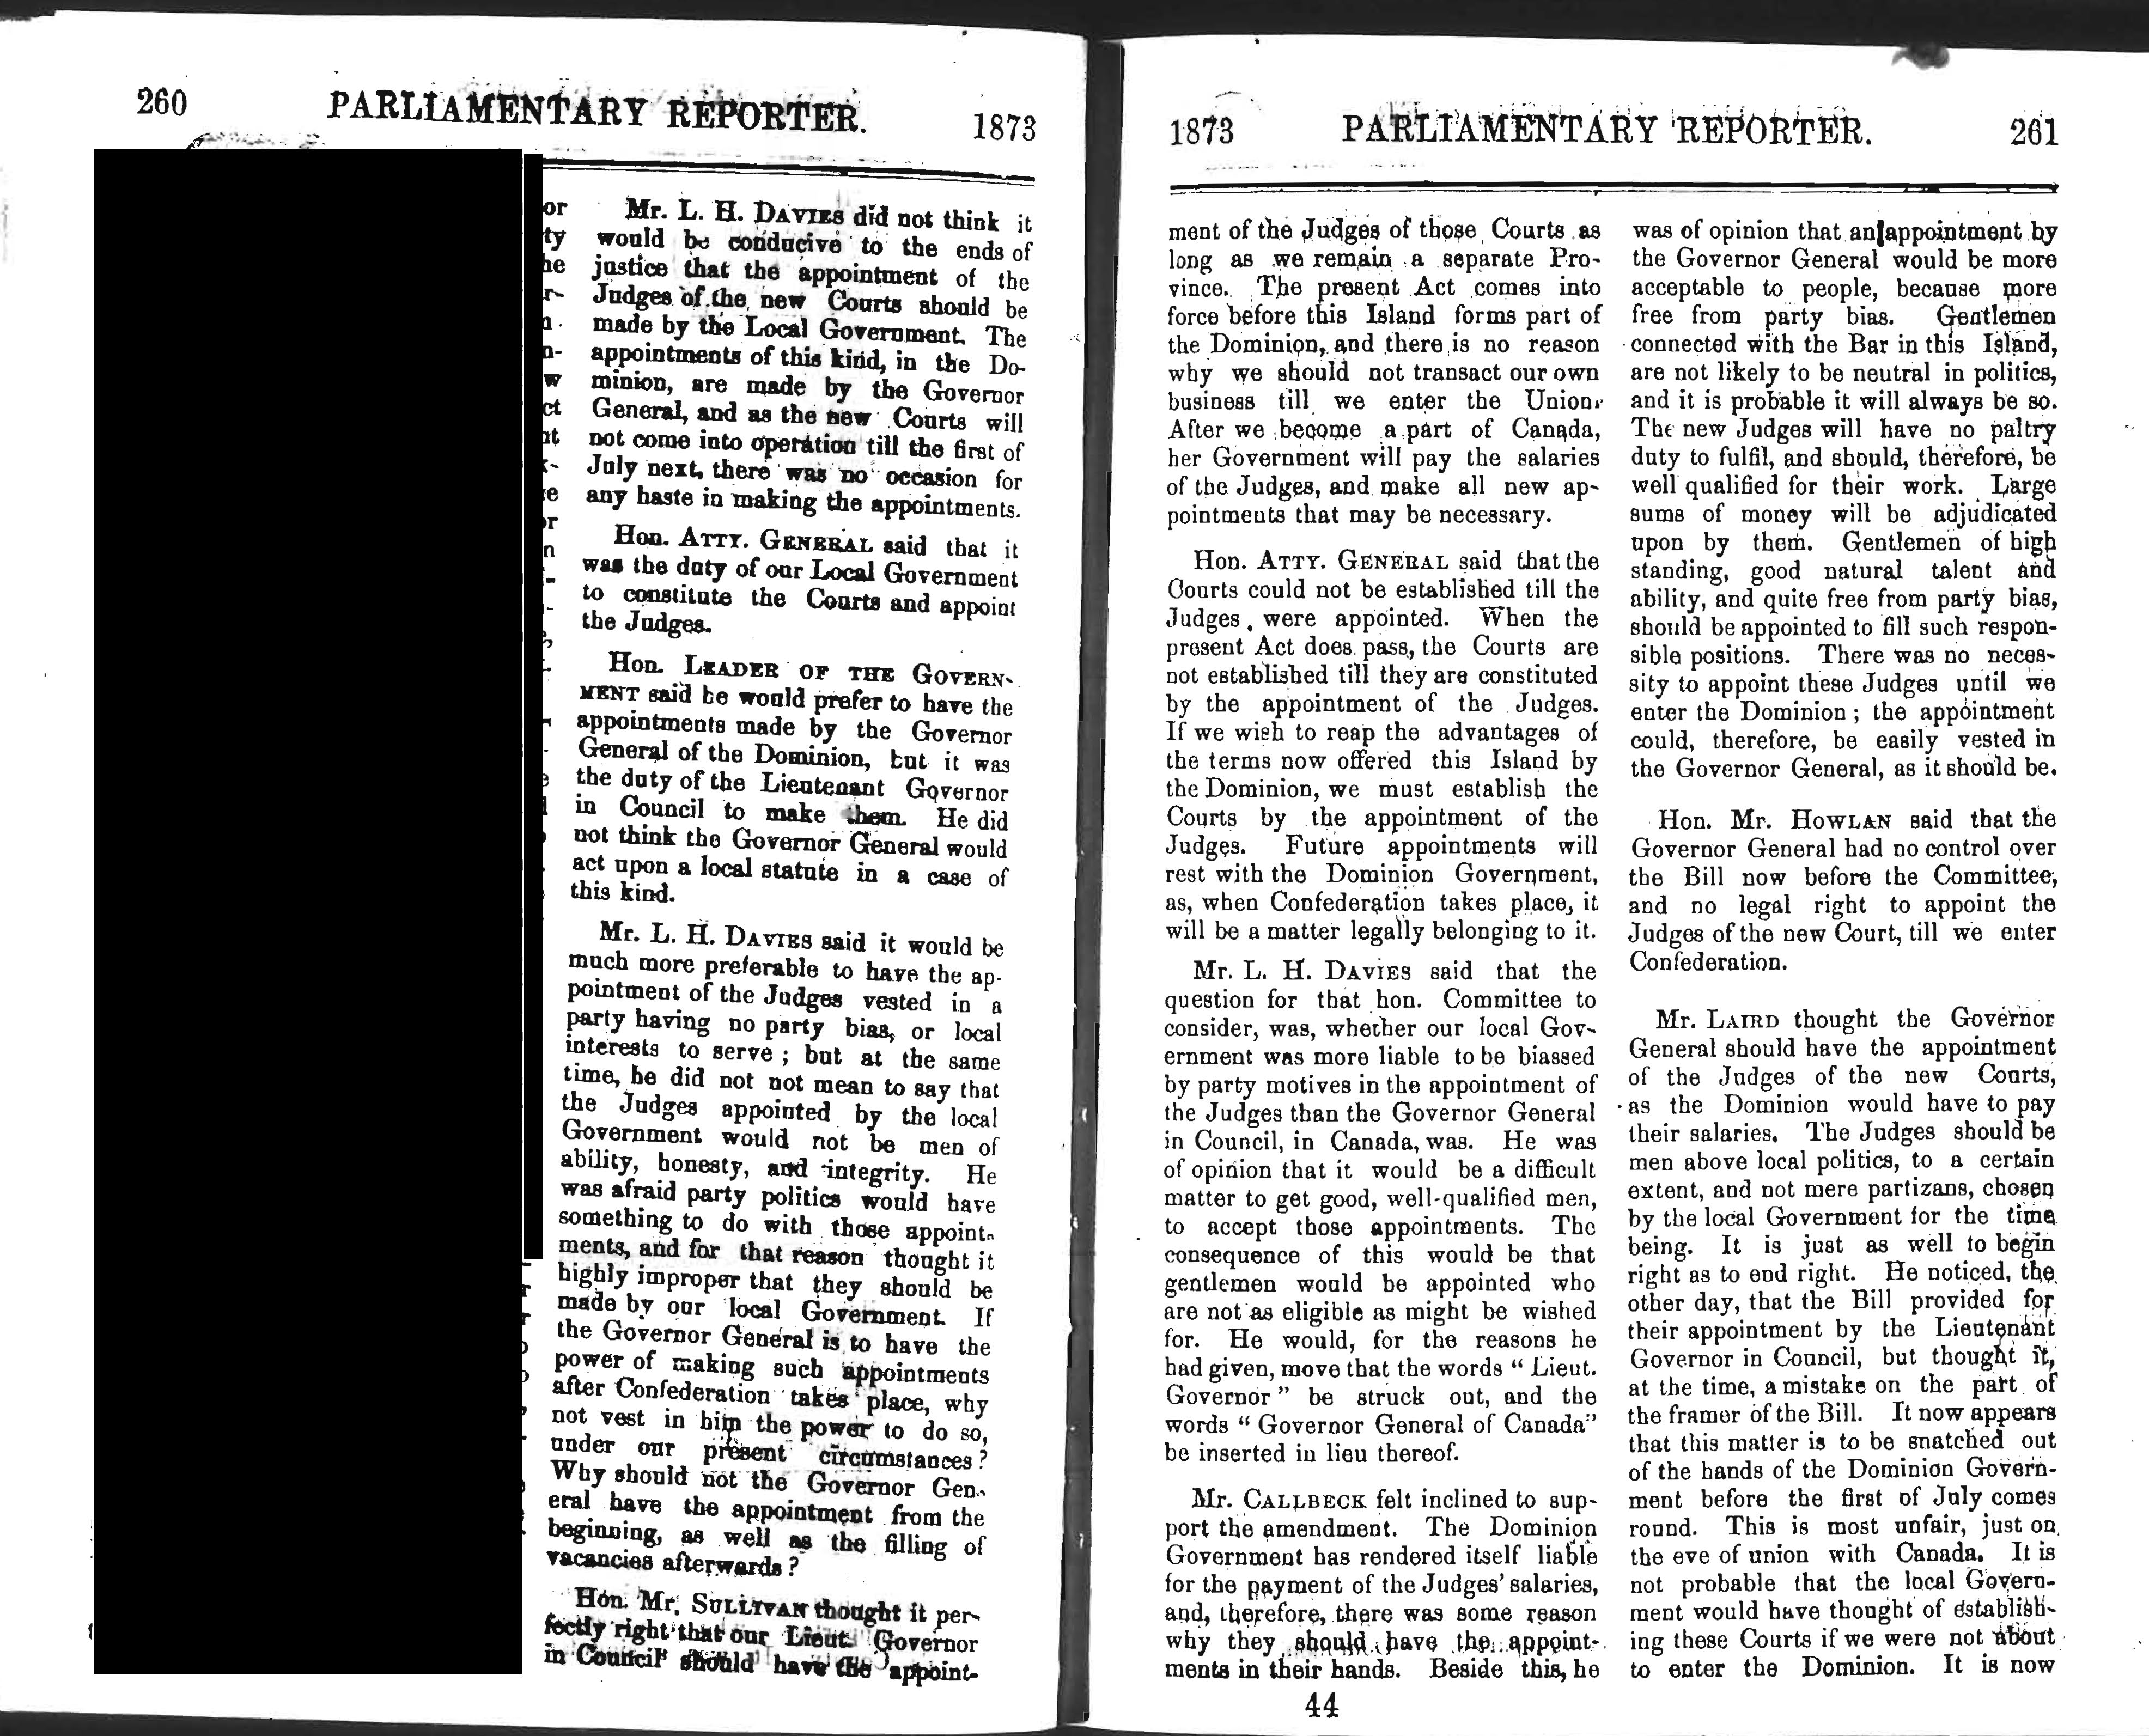 260 PARLIAMENTARY REPORTER. 1873
Mr. L. H. DAVIES did not think it
would be conducive to the ends of
justice that the appointment of the
Judges of the new Courts should be
made by the Local Government. The
appointments of this kind, in the Do-
minion, are made by the Governor
General, and as the new Courts will
not come into operation till the first of
July next, there was no occasion for
any haste in making the appointments.
Hon. ATTY. GENERAL said that it
was the duty of our Local Government
to constitute the Courts and appoint
the Judges.
Hon. LEADER OF THE GOVERN-
MENT said he would prefer to have the
appointments made by the Governor
General of the Dominion, but it was
the duty of the Lieutenant Governor
in Council to make them. He did
not think the Governor General would
act upon a local statute in a case of
this kind.
Mr. L. H. DAVIES said it would be
much more preferable to have the ap-
pointment of the Judges vested in a
party having no party bias, or local
interests to serve ; but at the same
time, he did not not mean to say that
the Judges appointed by the local
Government would not be men of
ability, honesty, and integrity. He
was afraid party politics would have
something to do with those appoint-
ments, and for that reason thought it
highly improper that they should be
made by our local Government. If
the Governor General is to have the
power of making such appointments
after Confederation takes place, why
not vest in him the power to do so,
under our present circumstances ?
Why should not the Governor Gen-
eral have the appointment from the
beginning, as well as the filling of
vacancies afterwards ?
Hon. Mr. SULLIVAN thought it per-
fectly right that our Lieut. Governor
in Council should have the appoint-
1873 PARLIAMENTARY REPORTER. 261
ment of the Judges of those Courts as
long as we remain a separate Pro-
vince. The present Act comes into
force before this Island forms part of
the Dominion, and there is no reason
why we should not transact our own
business till we enter the Union.
After we become a part of Canada,
her Government will pay the salaries
of the Judges, and make all new ap-
pointments that may be necessary.
Hon. ATTY. GENERAL said that the
Courts could not be established till the
Judges were appointed. When the
present Act does pass, the Courts are
not established till they are constituted
by the appointment of the Judges.
If we wish to reap the advantages of
the terms now offered this Island by
the Dominion, we must establish the
Courts by the appointment of the
Judges. Future appointments will
rest with the Dominion Government,
as, when Confederation takes place, it
will be a matter legally belonging to it.
Mr. L. H. DAVIES said that the
question for that hon. Committee to
consider, was, whether our local Gov-
ernment was more liable to be biassed
by party motives in the appointment of
the Judges than the Governor General
in Council, in Canada, was. He was
of opinion that it would be a difficult
matter to get good, well-qualified men,
to accept those appointments. The
consequence of this would be that
gentlemen would be appointed who
are not as eligible as might be wished
for. He would, for the reasons he
had given, move that the words " Lieut.
Governor " be struck out, and the
words " Governor General of Canada"
be inserted in lieu thereof.
Mr. CALLBECK felt inclined to sup-
port the amendment. The Dominion
Government has rendered itself liable
for the payment of the Judges' salaries,
and, therefore, there was some reason
why they should have the appoint-
ments in their hands. Beside this, he
was of opinion that an appointment by
the Governor General would be more
acceptable to people, because more
free from party bias. Gentlemen
connected with the Bar in this Island,
are not likely to be neutral in politics,
and it is probable it will always be so.
The new Judges will have no paltry
duty to fulfil, and should, therefore, be
well qualified for their work. Large
sums of money will be adjudicated
upon by them. Gentlemen of high
standing, good natural talent and
ability, and quite free from party bias,
should be appointed to fill such respon-
sible positions. There was no neces-
sity to appoint these Judges until we
enter the Dominion ; the appointment
could, therefore, be easily vested in
the Governor General, as it should be.
Hon. Mr. HOWLAN said that the
Governor General had no control over
the Bill now before the Committee,
and no legal right to appoint the
Judges of the new Court, till we enter
Confederation.
Mr. LAIRD thought the Governor
General should have the appointment
of the Judges of the new Courts,
as the Dominion would have to pay
their salaries. The Judges should be
men above local politics, to a certain
extent, and not mere partizans, chosen
by the local Government for the time
being. It is just as well to begin
right as to end right. He noticed, the
other day, that the Bill provided for
their appointment by the Lieutenant
Governor in Council, but thought it,
at the time, a mistake on the part of
the framer of the Bill. It now appears
that this matter is to be snatched out
of the hands of the Dominion Govern-
ment before the first of July comes
round. This is most unfair, just on
the eve of union with Canada. It is
not probable that the local Govern-
ment would have thought of establish-
ing these Courts if we were not about
to enter the Dominion. It is now
44